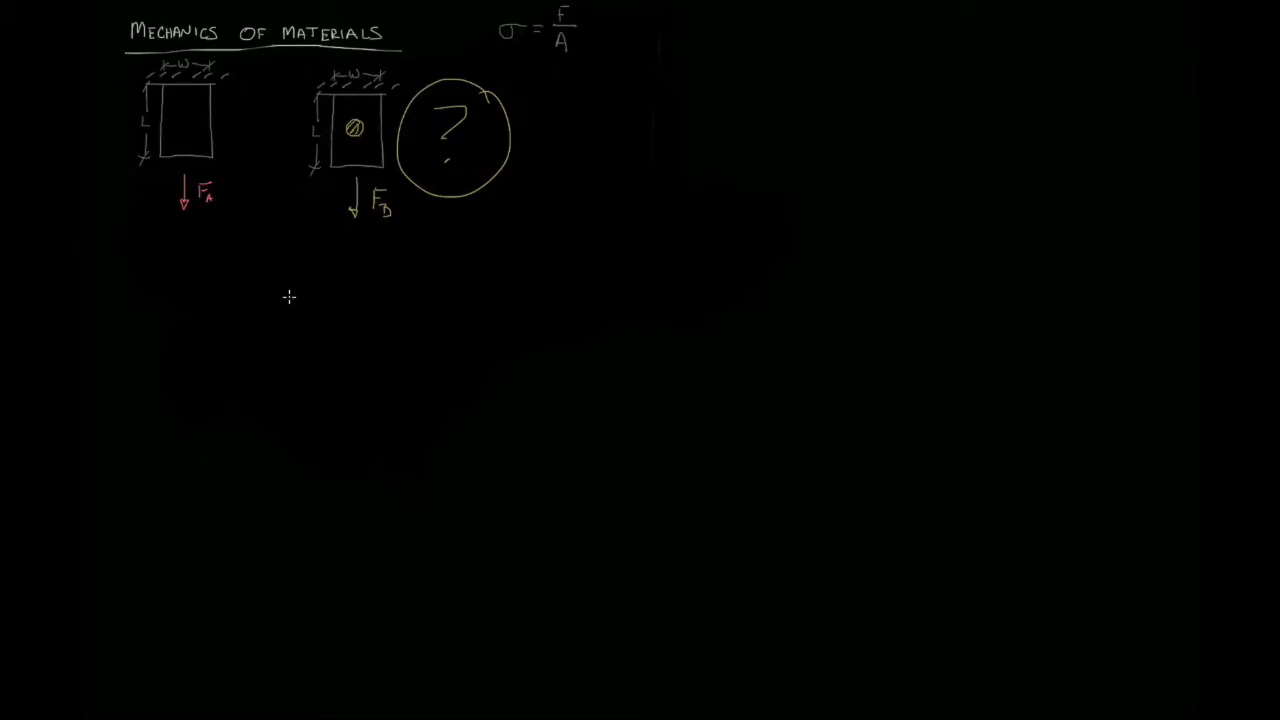 MECHANICS OF MATERIALS
σ = F/A
W
W
L
L
?
F_A
F_B